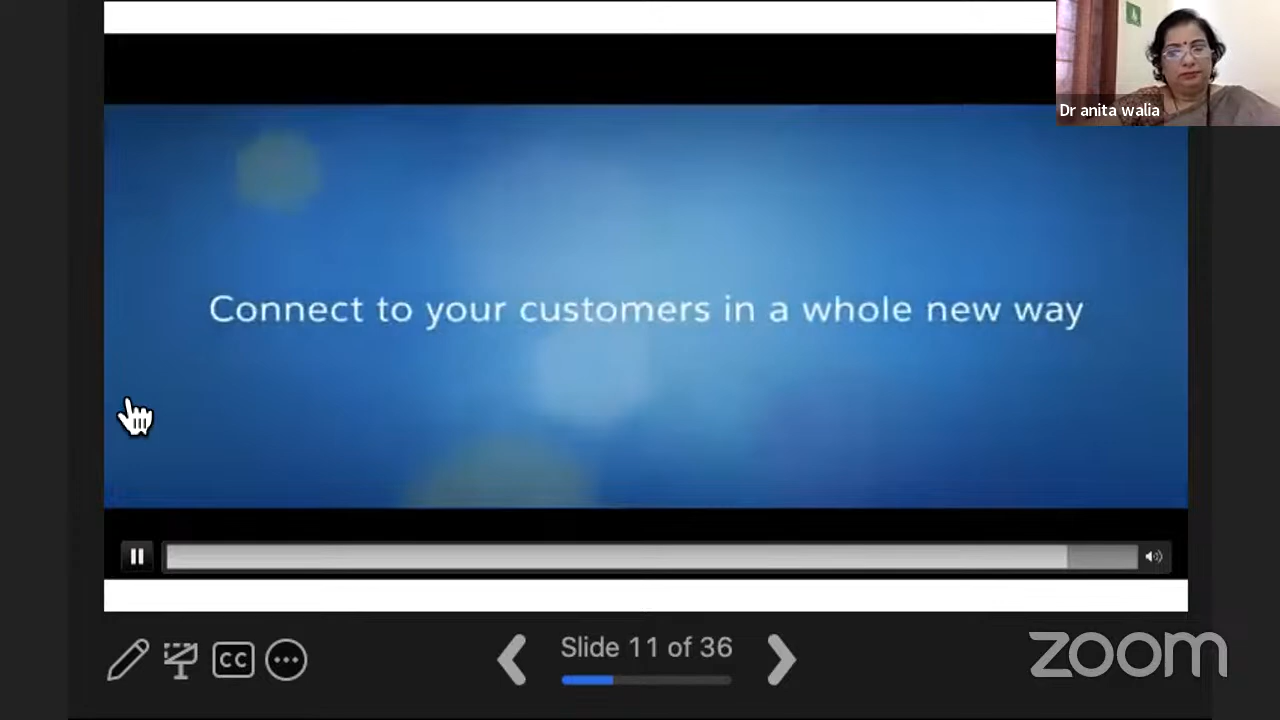 Dr anita walia
Connect to your customers in a whole new way
CC
Slide 11 of 36
zoom